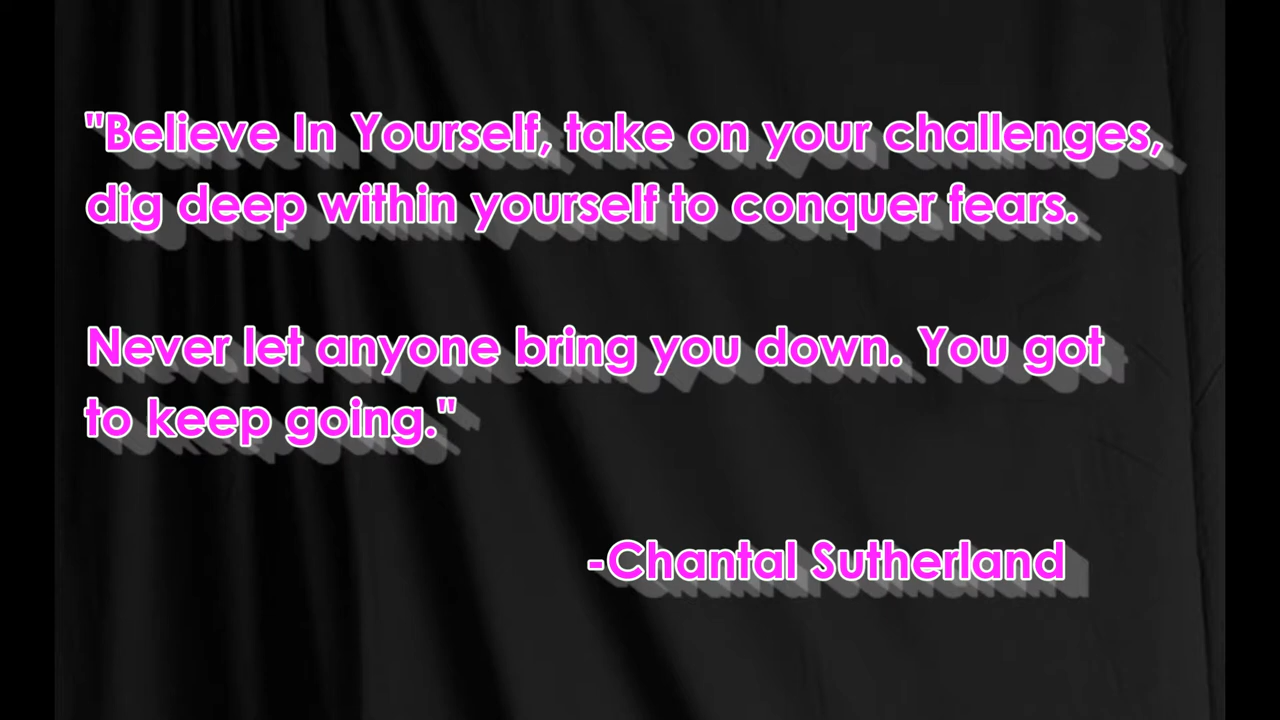 "Believe In Yourself, take on your challenges,
dig deep within yourself to conquer fears.
Never let anyone bring you down. You got
to keep going."
-Chantal Sutherland